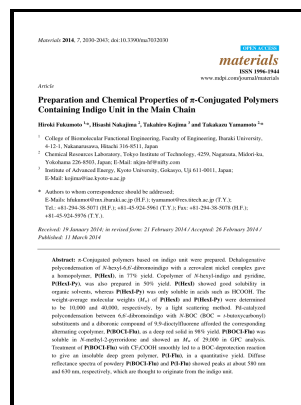 Materials 2014, 7, 2030-2043; doi:10.3390/ma7032030
OPEN ACCESS
materials
ISSN 1996-1944
www.mdpi.com/journal/materials
Article
Preparation and Chemical Properties of π-Conjugated Polymers
Containing Indigo Unit in the Main Chain
Hiroki Fukumoto 1,*, Hisashi Nakajima 2, Takahiro Kojima 3 and Takakazu Yamamoto 2,*
1 College of Biomolecular Functional Engineering, Faculty of Engineering, Ibaraki University,
4-12-1, Nakanarusawa, Hitachi 316-8511, Japan
2 Chemical Resources Laboratory, Tokyo Institute of Technology, 4259, Nagatsuta, Midori-ku,
Yokohama 226-8503, Japan; E-Mail:
3 Institute of Advanced Energy, Kyoto University, Gokasyo, Uji 611-0011, Japan;
E-Mail: kojima@iae.kyoto-u.ac.jp
* Authors to whom correspondence should be addressed;
E-Mails: hfukumot@mx.ibaraki.ac.jp (H.F.); tyamamot@res.titech.ac.jp (T.Y.)
Tel.: +81-294-38-5071 (H.F.); +81-45-924-5961 (T.Y.); Fax: +81-294-38-5078 (H.F.);
+81-45-924-5976 (T.Y.).
Received: 19 January 2014; in revised form: 21 February 2014 / Accepted: 26 February 2014 /
Published: 11 March 2014
Abstract: π-Conjugated polymers based on indigo unit were prepared. Dehalogenative
polycondensation of N-hexyl-6,6'-dibromoindigo with a zerovalent nickel complex gave
a homopolymer, P(HexI), in 77% yield. Copolymer of N-hexyl-indigo and pyridine,
P(HexI-Py), was also prepared in 50% yield. P(HexI) showed good solubility in
organic solvents, whereas P(HexI-Py) was only soluble in acids such as HCOOH. The
weight-average molecular weights (Mw) of P(HexI) and P(HexI-Py) were determined
to be 10,000 and 40,000, respectively, by a light scattering method. Pd-catalyzed
polycondensation between 6,6'-dibromoindigo with N-BOC (BOC = t-butoxycarbonyl)
substituents and a diboronic compound of 9,9-dioctylfluorene afforded the corresponding
alternating copolymer, P(BOCI-Flu), as a deep red solid in 98% yield. P(BOCI-Flu) was
soluble in N-methyl-2-pyrrolidone and showed an Mw of 29,000 in GPC analysis.
Treatment of P(BOCI-Flu) with CF3COOH smoothly led to a BOC-deprotection reaction
to give an insoluble deep green polymer, P(I-Flu), in a quantitative yield. Diffuse
reflectance spectra of powdery P(BOCI-Flu) and P(I-Flu) showed peaks at about 580 nm
and 630 nm, respectively, which are thought to originate from the indigo unit.